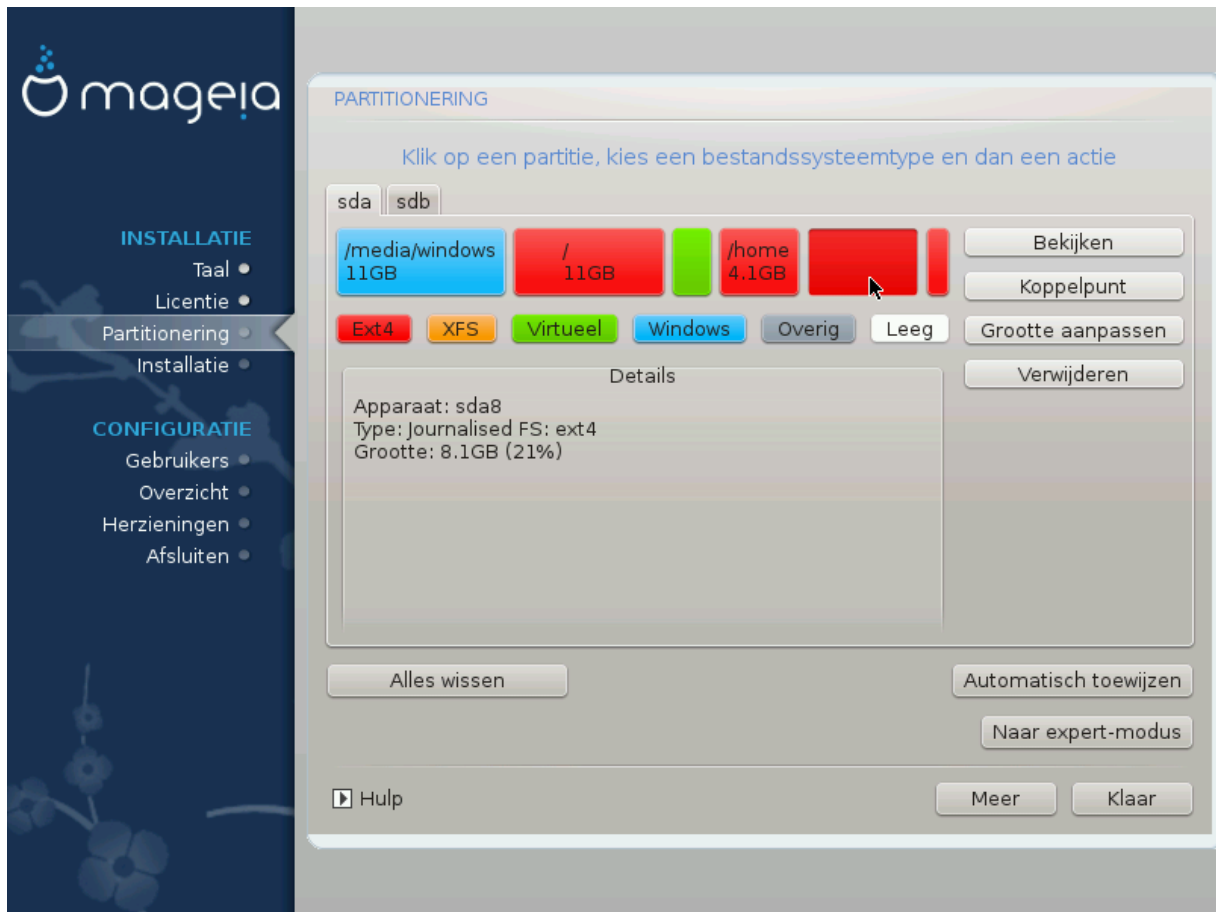 mageia
INSTALLATIE
Taal
Licentie
Partitionering
Installatie
CONFIGURATIE
Gebruikers
Overzicht
Herzieningen
Afsluiten
PARTITIONERING
Klik op een partitie, kies een bestandssysteemtype en dan een actie
sda sdb
/media/windows
11GB
/
11GB
/home
4.1GB
Ext4 XFS Virtueel Windows Overig Leeg
Bekijken
Koppelpunt
Grootte aanpassen
Verwijderen
Details
Apparaat: sda8
Type: Journalised FS: ext4
Grootte: 8.1GB (21%)
Alles wissen
Automatisch toewijzen
Naar expert-modus
Hulp
Meer
Klaar